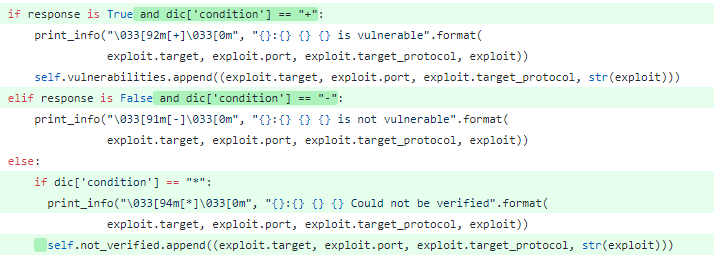 if response is True and dic['condition'] == "+":
print_info("\033[92m[+]\033[0m", "{}:{} {} {} is vulnerable".format(
exploit.target, exploit.port, exploit.target_protocol, exploit))
self.vulnerabilities.append((exploit.target, exploit.port, exploit.target_protocol, str(exploit)))
elif response is False and dic['condition'] == "-":
print_info("\033[91m[-]\033[0m", "{}:{} {} {} is not vulnerable".format(
exploit.target, exploit.port, exploit.target_protocol, exploit))
else:
if dic['condition'] == "*":
print_info("\033[94m[*]\033[0m", "{}:{} {} {} Could not be verified".format(
exploit.target, exploit.port, exploit.target_protocol, exploit))
self.not_verified.append((exploit.target, exploit.port, exploit.target_protocol, str(exploit)))